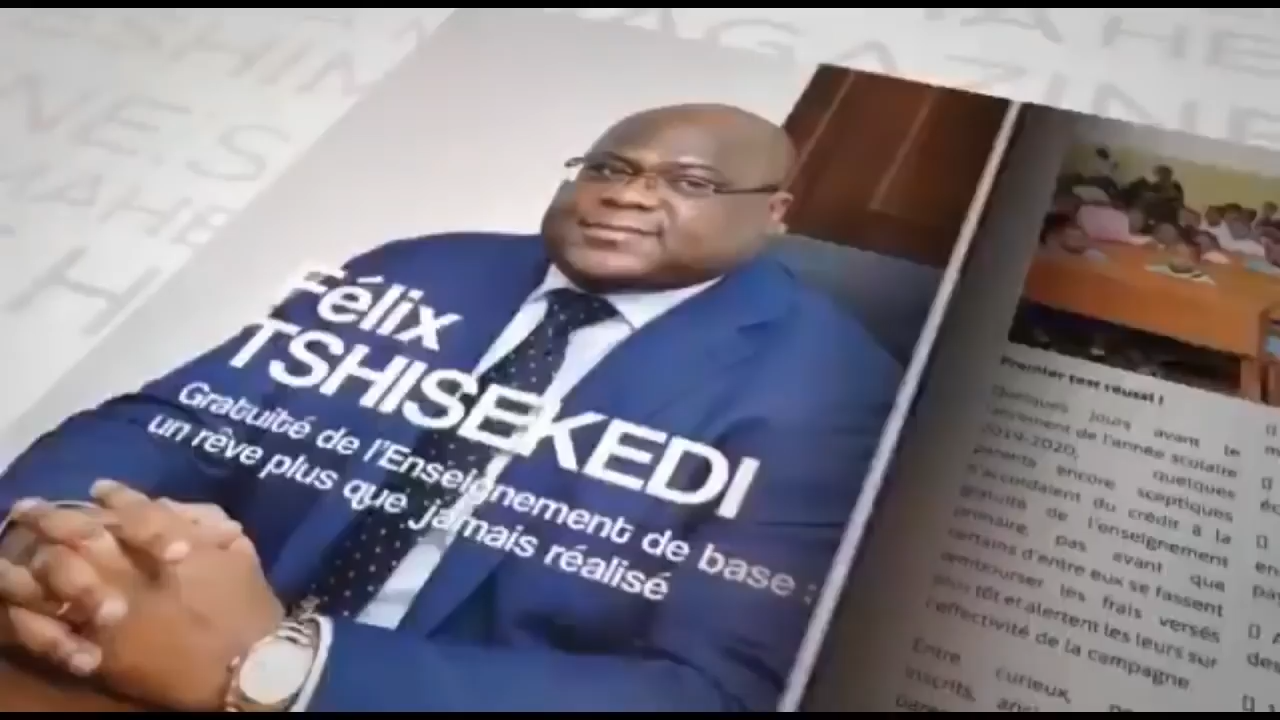 MAGAZINE
MAHE
Félix
TSHISEKEDI
Gratuité de l'Enseignement de base :
un rêve plus que jamais réalisé
Premier test réussi !
Quelques jours avant le
lancement de l'année scolaire
2019-2020, quelques
parents encore sceptiques
n'accordaient du crédit à la
gratuité de l'enseignement
primaire, pas avant que
certains d'entre eux se fassent
rembourser les frais versés
plus tôt et alertent les leurs sur
l'effectivité de la campagne
Entre curieux,
inscrits,